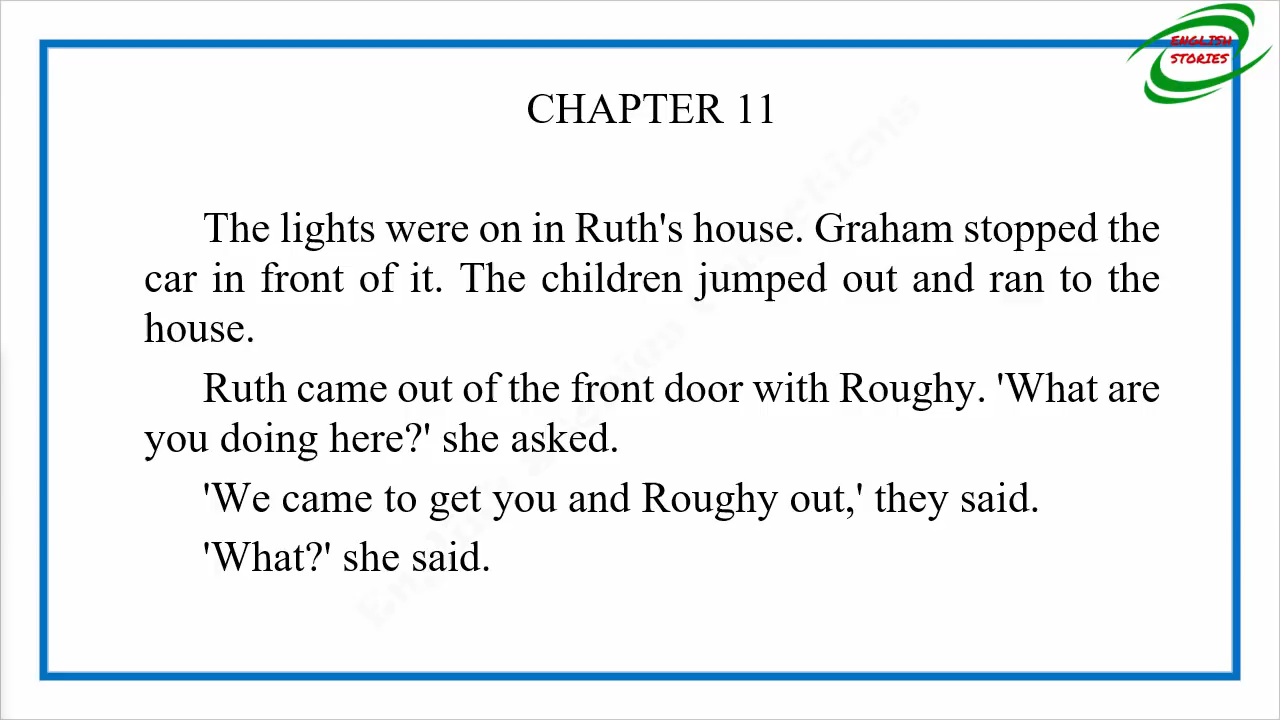 ENGLISH
STORIES
CHAPTER 11
The lights were on in Ruth's house. Graham stopped the
car in front of it. The children jumped out and ran to the
house.
Ruth came out of the front door with Roughy. 'What are
you doing here?' she asked.
'We came to get you and Roughy out,' they said.
'What?' she said.